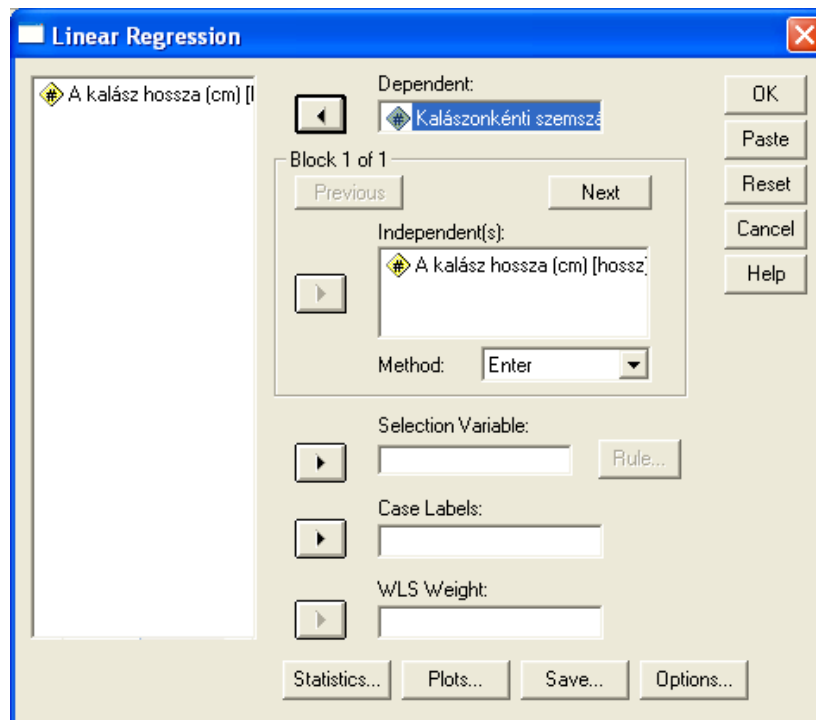 Linear Regression
A kalász hossza (cm) [l
Dependent:
Kalászonkénti szemszá
Block 1 of 1
Previous
Next
Independent(s):
A kalász hossza (cm) [hossz]
Method:
Enter
Selection Variable:
Rule...
Case Labels:
WLS Weight:
Statistics...
Plots...
Save...
Options...
OK
Paste
Reset
Cancel
Help